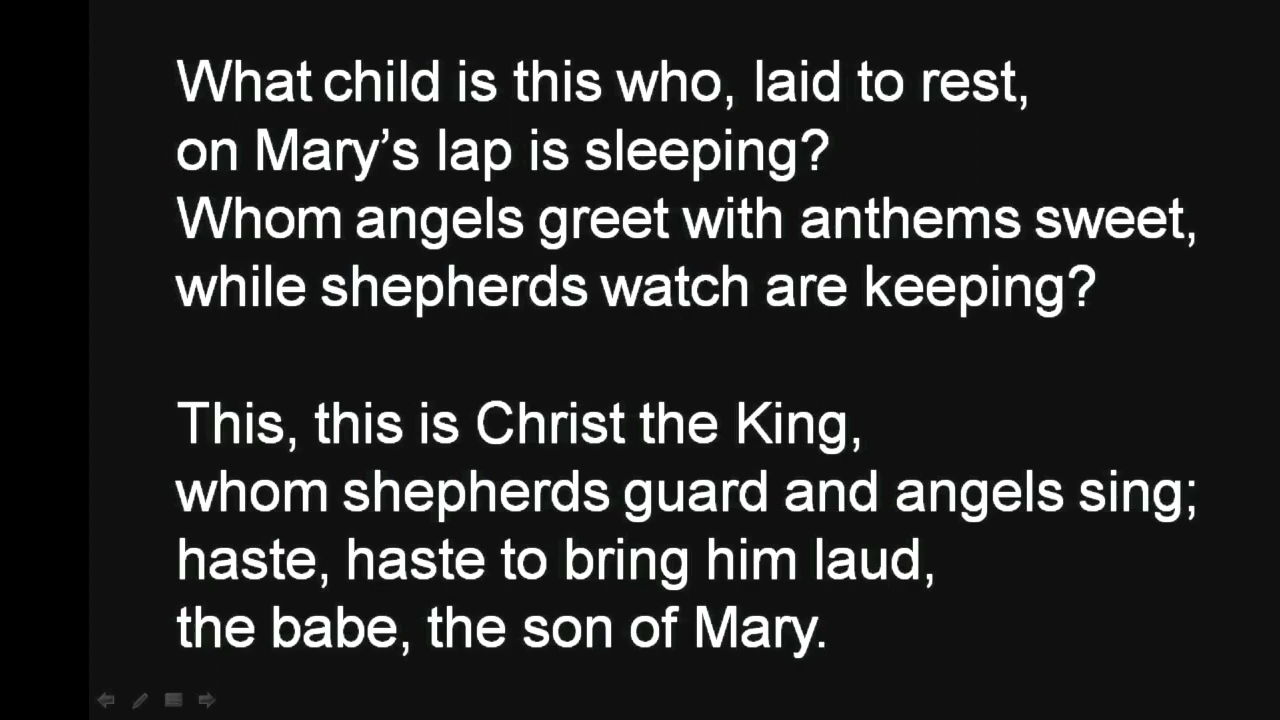 What child is this who, laid to rest,
on Mary’s lap is sleeping?
Whom angels greet with anthems sweet,
while shepherds watch are keeping?
This, this is Christ the King,
whom shepherds guard and angels sing;
haste, haste to bring him laud,
the babe, the son of Mary.